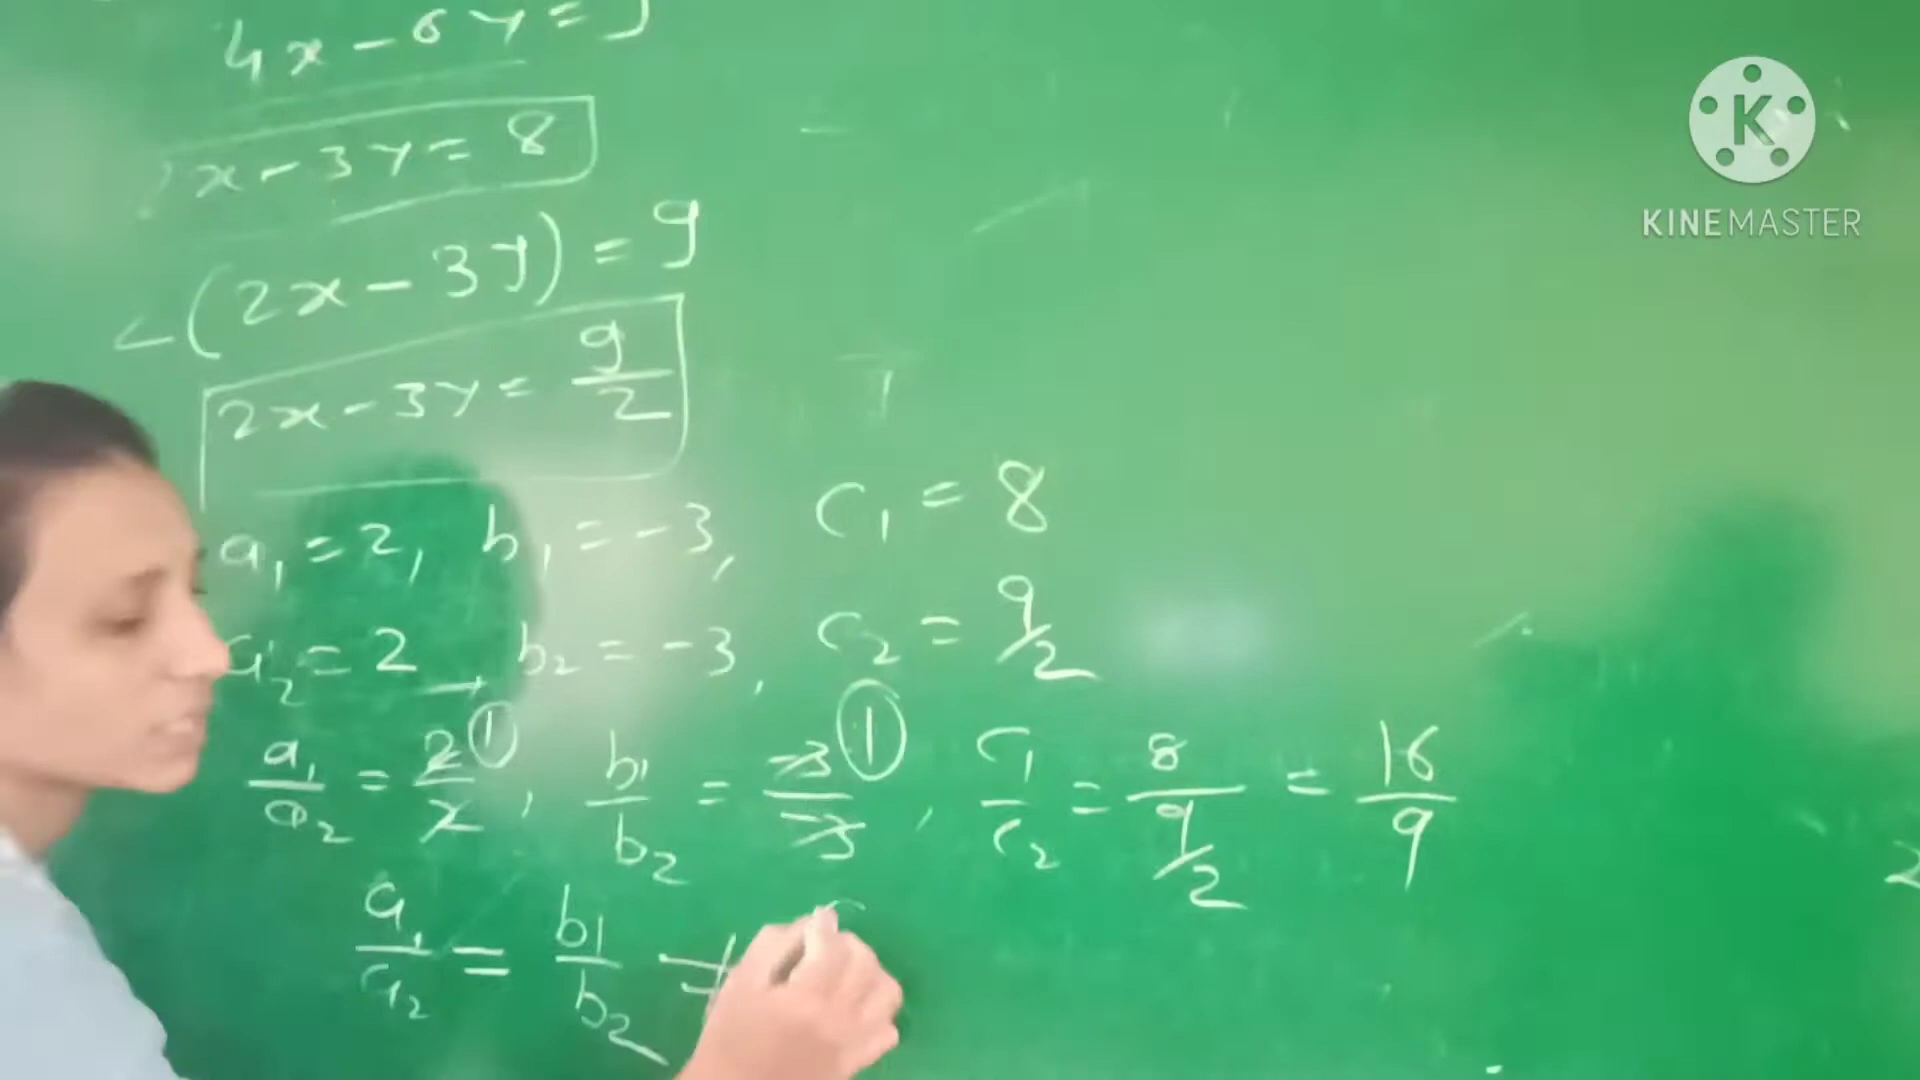 4x - 6y = 9
x - 3y = 8
(2x - 3y) = 9
2x - 3y = 9/2
a₁ = 2, b₁ = -3, c₁ = 8
a₂ = 2, b₂ = -3, c₂ = 9/2
a₁/a₂ = 2/2 ①, b₁/b₂ = -3/-3 ①, c₁/c₂ = 8/9/2 = 16/9
a₁/a₂ = b₁/b₂ ≠
2
K
KINEMASTER